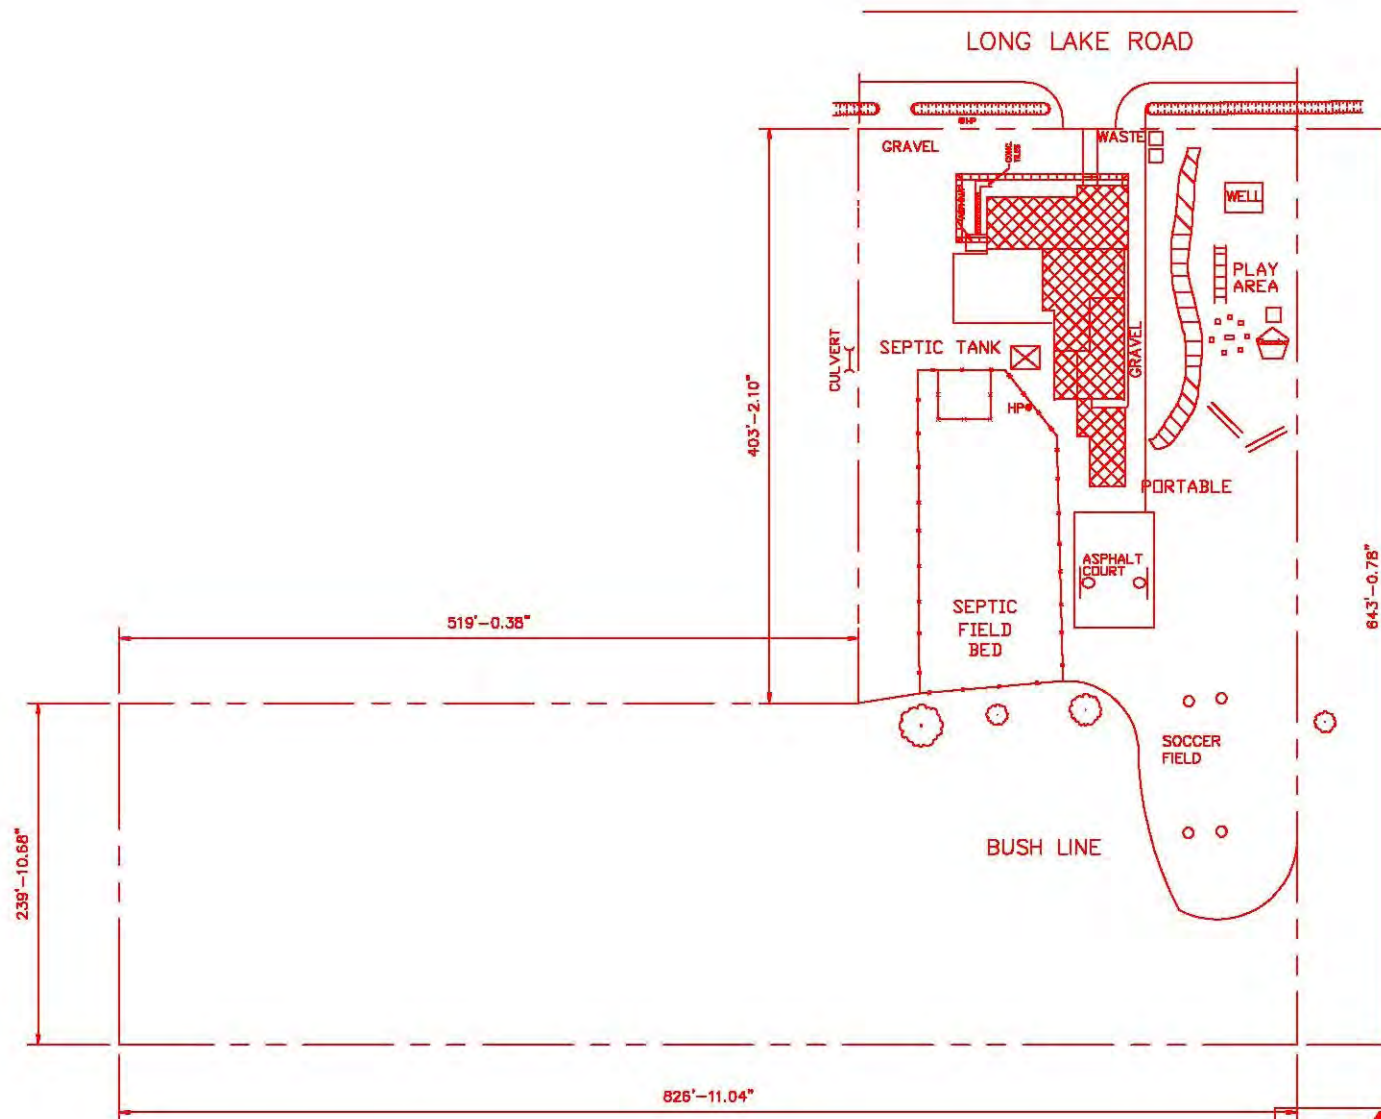 LONG LAKE ROAD
WASTE
GRAVEL
CONC.
TILES
WELL
PLAY
AREA
CULVERT
SEPTIC TANK
GRAVEL
403'-2.10"
HP
PORTABLE
ASPHALT
COURT
643'-0.78"
SEPTIC
FIELD
BED
519'-0.38"
SOCCER
FIELD
BUSH LINE
239'-10.68"
826'-11.04"